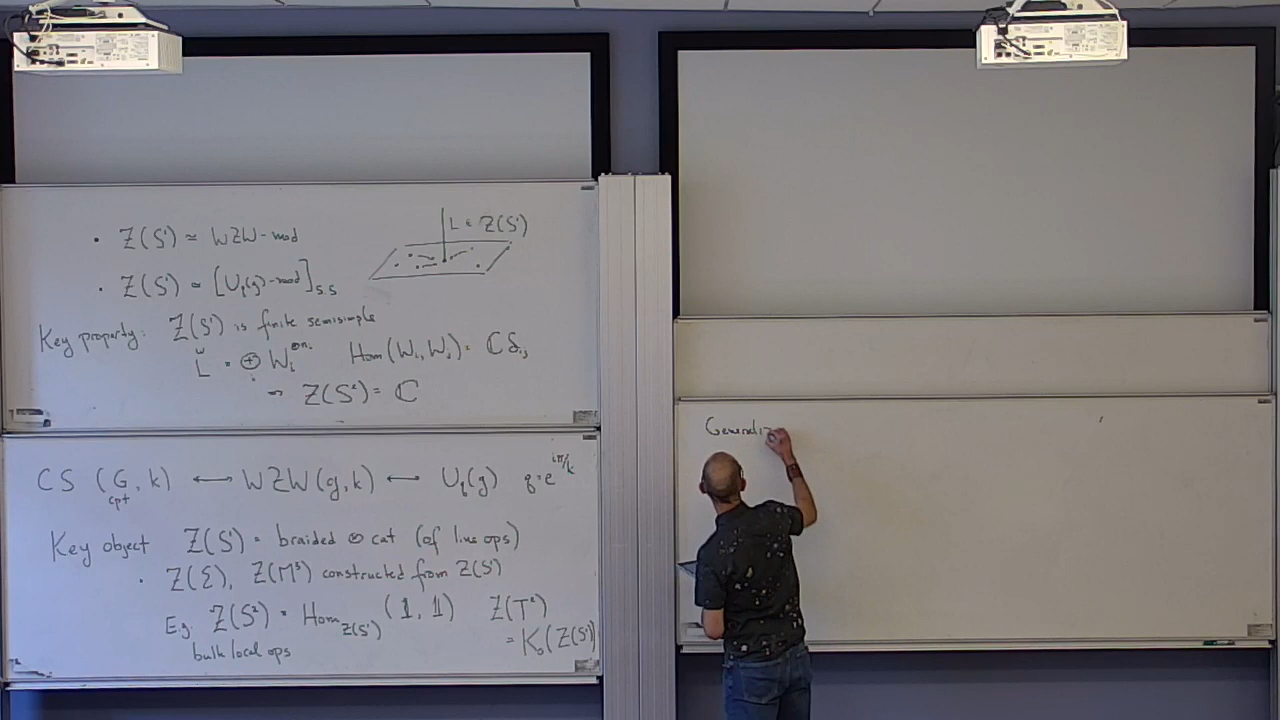 · Z(S¹) ≃ WZW-mod
L ∈ Z(S¹)
· Z(S¹) ≃ [U_q(g)-mod]_{s.s}
Key property: Z(S¹) is finite semisimple
L = ⊕_i W_i^{⊕n_i} Hom(W_i, W_j) = ℂδ_ij
⇝ Z(S²) = ℂ
CS (G, k) ⟷ WZW(g, k) ⟷ U_q(g) q = e^{iπ/k}
cpt
Key object Z(S¹) = braided ⊗ cat (of line ops)
· Z(Σ), Z(M³) constructed from Z(S¹)
E.g. Z(S²) = Hom_{Z(S¹)} (𝟙, 𝟙) Z(T²)
bulk local ops = K₀(Z(S¹))
Generaliz